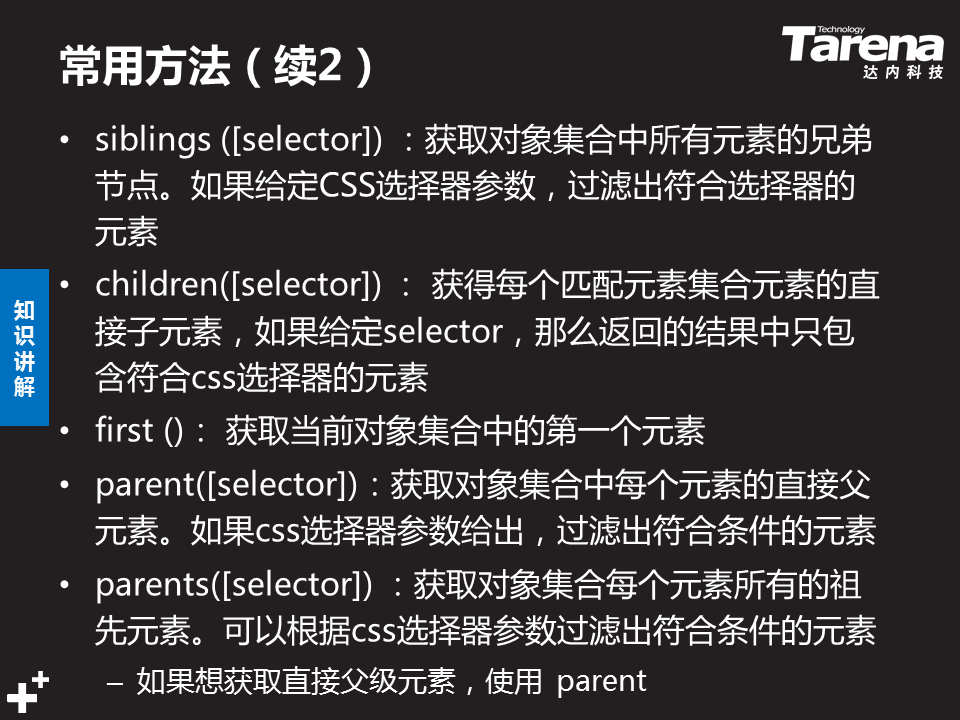 常用方法（续2）
Technology
Tarena
达内科技
• siblings ([selector]) ：获取对象集合中所有元素的兄弟
节点。如果给定CSS选择器参数，过滤出符合选择器的
元素
• children([selector]) ： 获得每个匹配元素集合元素的直
接子元素，如果给定selector，那么返回的结果中只包
含符合css选择器的元素
• first ()： 获取当前对象集合中的第一个元素
• parent([selector])：获取对象集合中每个元素的直接父
元素。如果css选择器参数给出，过滤出符合条件的元素
• parents([selector]) ：获取对象集合每个元素所有的祖
先元素。可以根据css选择器参数过滤出符合条件的元素
– 如果想获取直接父级元素，使用 parent
知
识
讲
解